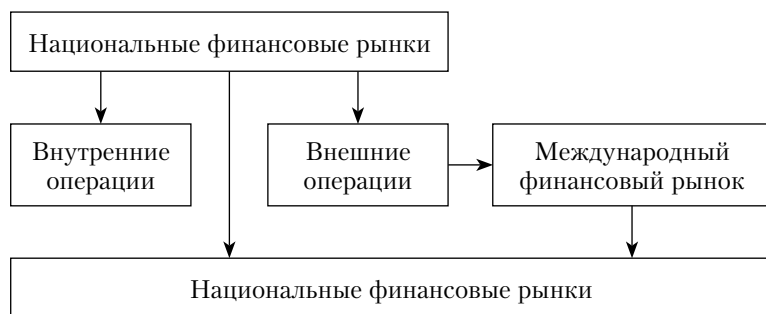 Национальные финансовые рынки
Внутренние
операции
Внешние
операции
Международный
финансовый рынок
Национальные финансовые рынки